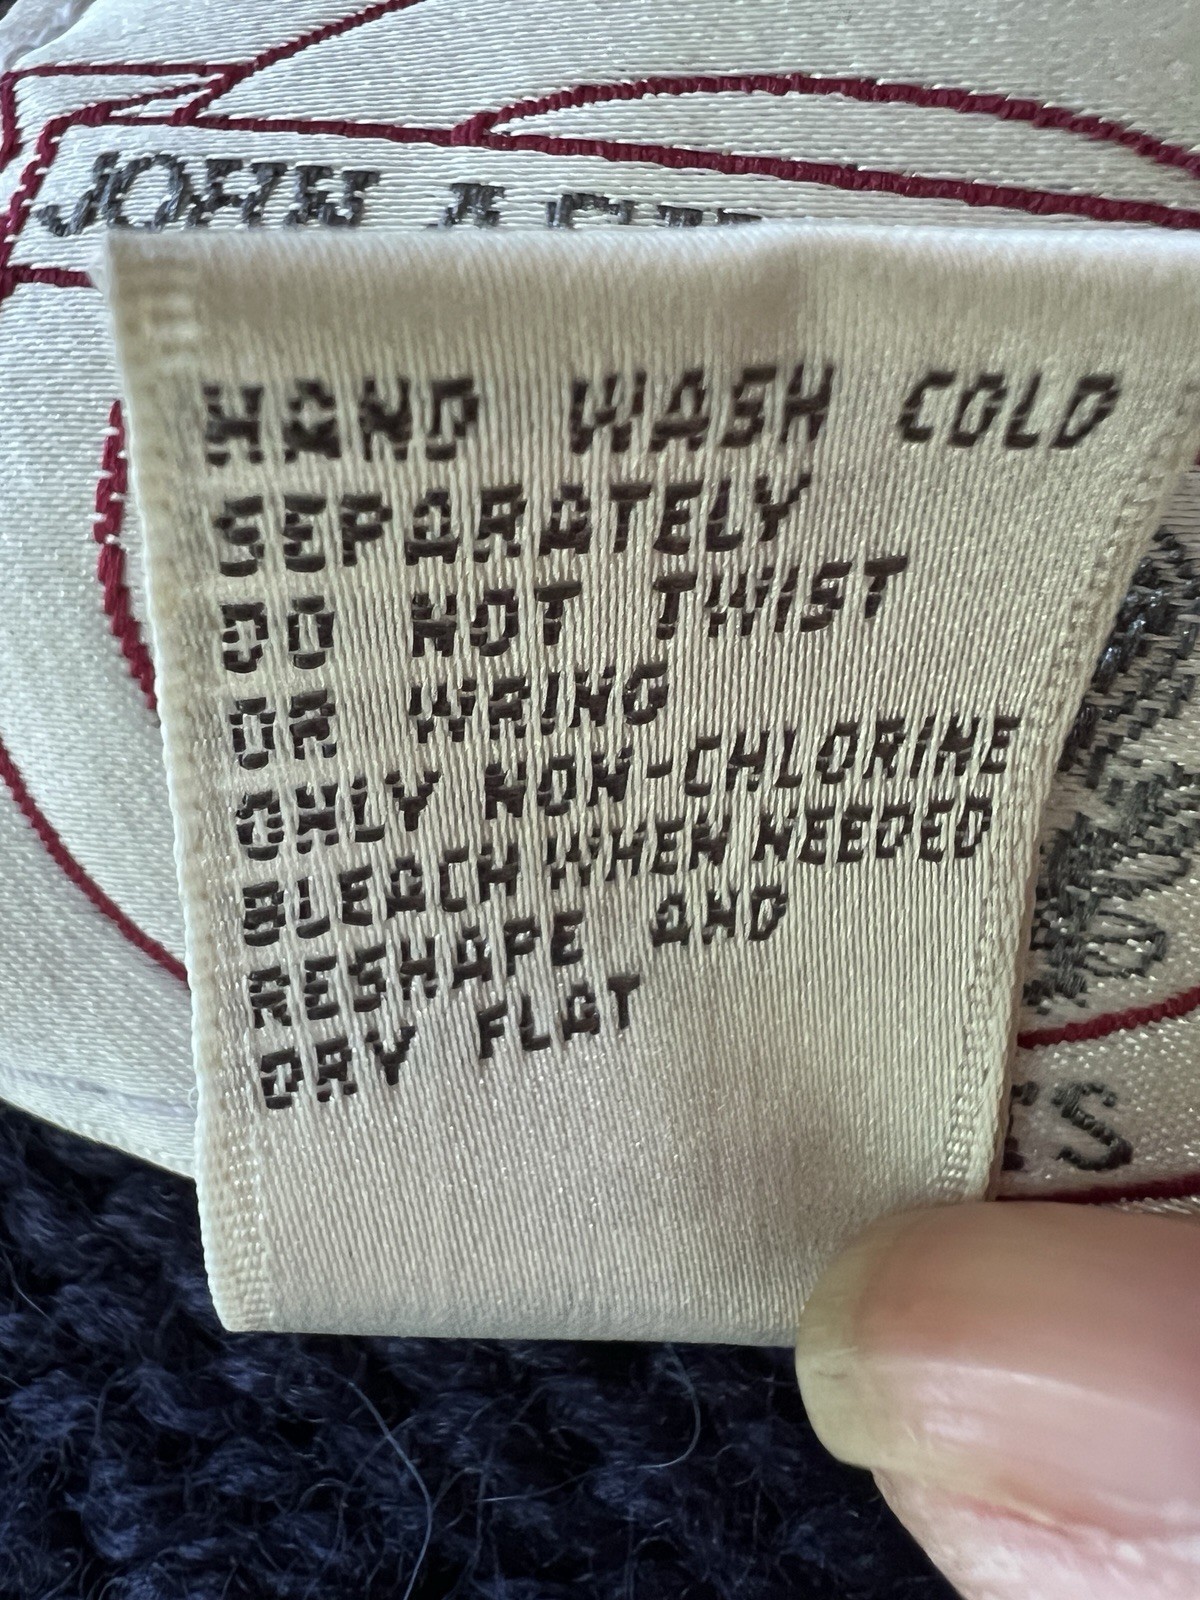 JOHN
HAND WASH COLD
SEPARATELY
DO NOT TWIST
OR WRING
ONLY NON-CHLORINE
BLEACH WHEN NEEDED
RESHAPE AND
DRY FLAT